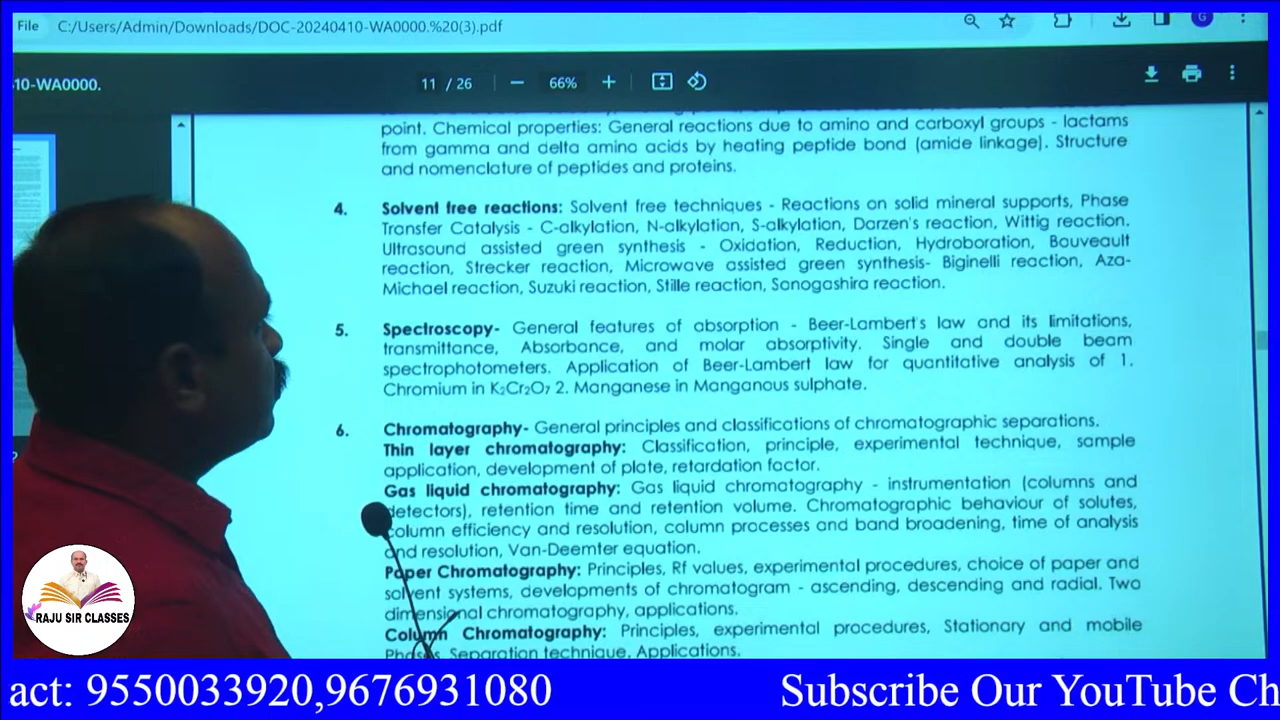 File C:/Users/Admin/Downloads/DOC-20240410-WA0000.%20(3).pdf
G
10-WA0000.
11 / 26 − 66% +
point. Chemical properties: General reactions due to amino and carboxyl groups - lactams
from gamma and delta amino acids by heating peptide bond (amide linkage). Structure
and nomenclature of peptides and proteins.
4. Solvent free reactions: Solvent free techniques - Reactions on solid mineral supports, Phase
Transfer Catalysis - C-alkylation, N-alkylation, S-alkylation, Darzen's reaction, Wittig reaction.
Ultrasound assisted green synthesis - Oxidation, Reduction, Hydroboration, Bouveault
reaction, Strecker reaction, Microwave assisted green synthesis- Biginelli reaction, Aza-
Michael reaction, Suzuki reaction, Stille reaction, Sanogashira reaction.
5. Spectroscopy- General features of absorption - Beer-Lambert's law and its limitations,
transmittance, Absorbance, and molar absorptivity. Single and double beam
spectrophotometers. Application of Beer-Lambert law for quantitative analysis of 1.
Chromium in K₂Cr₂O₇ 2. Manganese in Manganous sulphate.
6. Chromatography- General principles and classifications of chromatographic separations.
Thin layer chromatography: Classification, principle, experimental technique, sample
application, development of plate, retardation factor.
Gas liquid chromatography: Gas liquid chromatography - instrumentation (columns and
detectors), retention time and retention volume. Chromatographic behaviour of solutes,
column efficiency and resolution, column processes and band broadening, time of analysis
and resolution, Van-Deemter equation.
Paper Chromatography: Principles, Rf values, experimental procedures, choice of paper and
solvent systems, developments of chromatogram - ascending, descending and radial. Two
dimensional chromatography, applications.
Column Chromatography: Principles, experimental procedures, Stationary and mobile
Phases, Separation technique. Applications.
RAJU SIR CLASSES
act: 9550033920,9676931080 Subscribe Our YouTube Ch